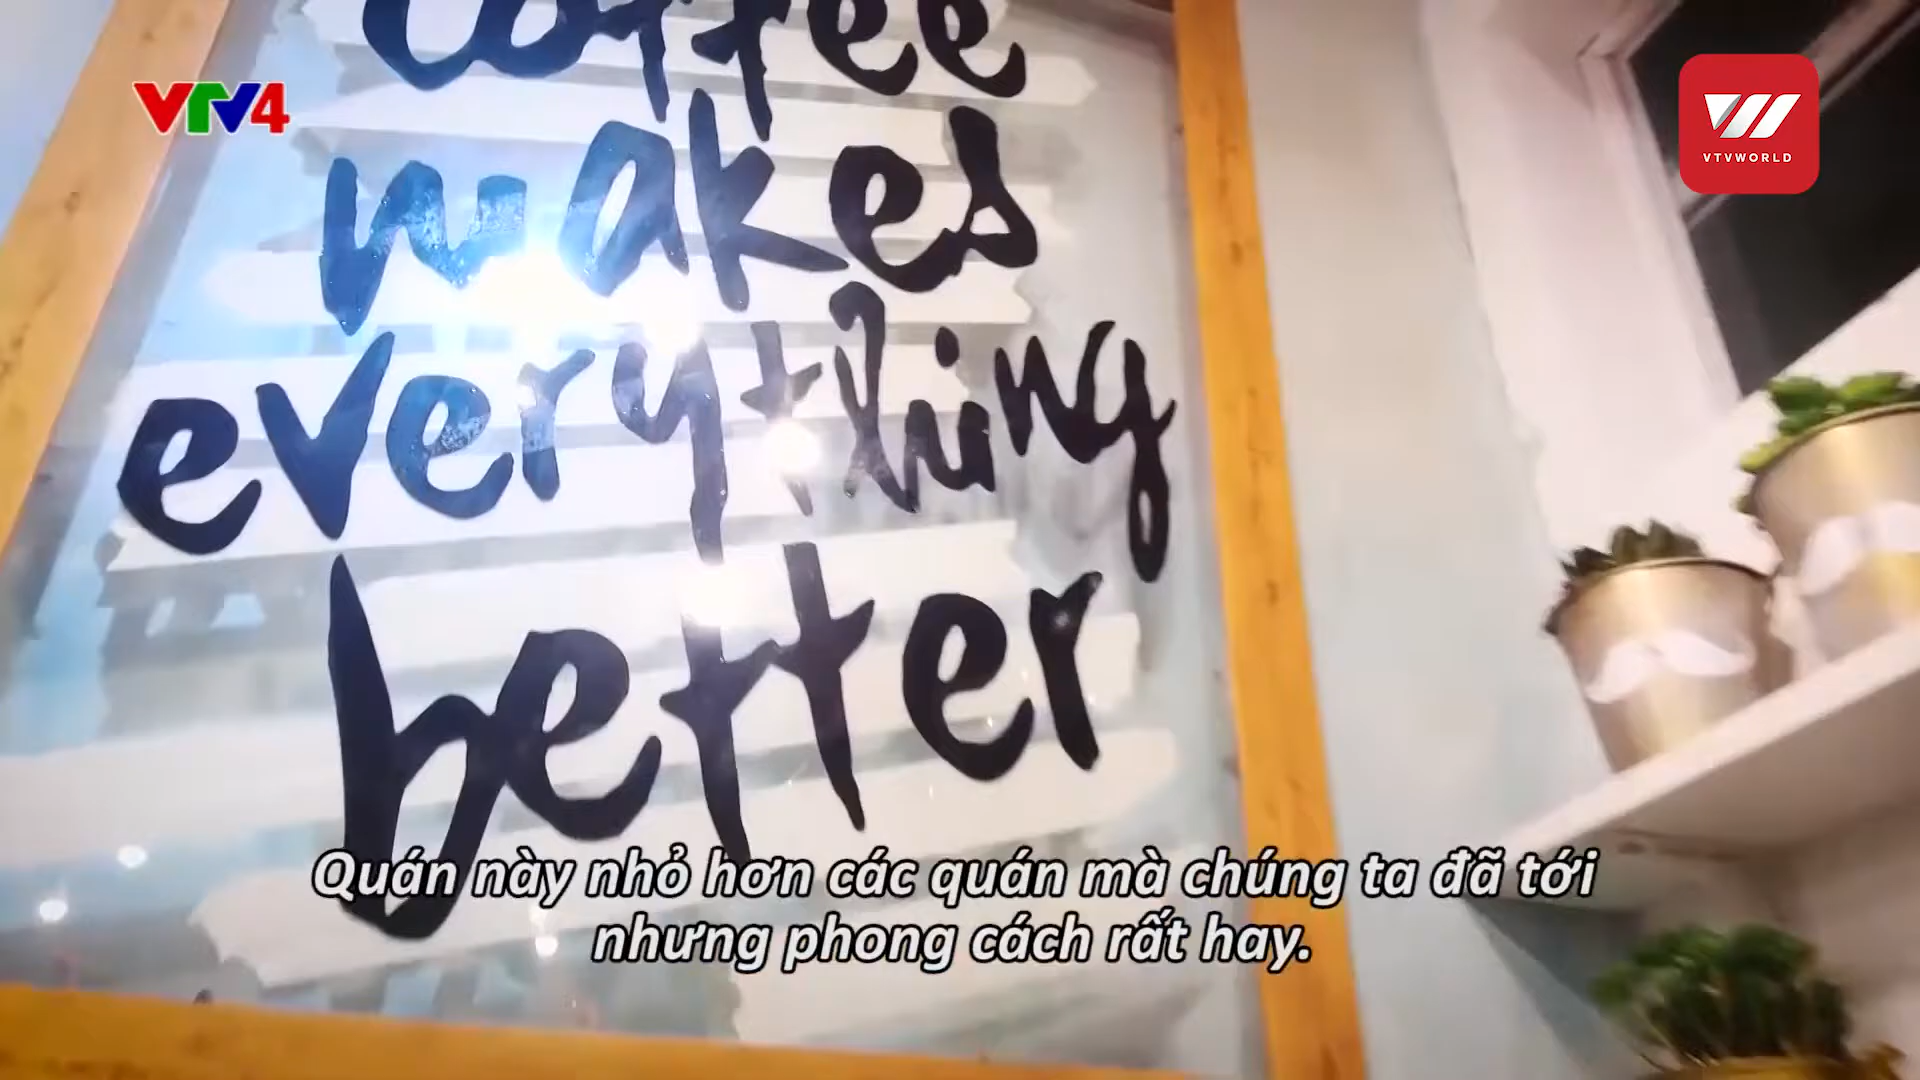 VTV4
VTVWORLD
coffee
makes
everything
better
Quán này nhỏ hơn các quán mà chúng ta đã tới
nhưng phong cách rất hay.